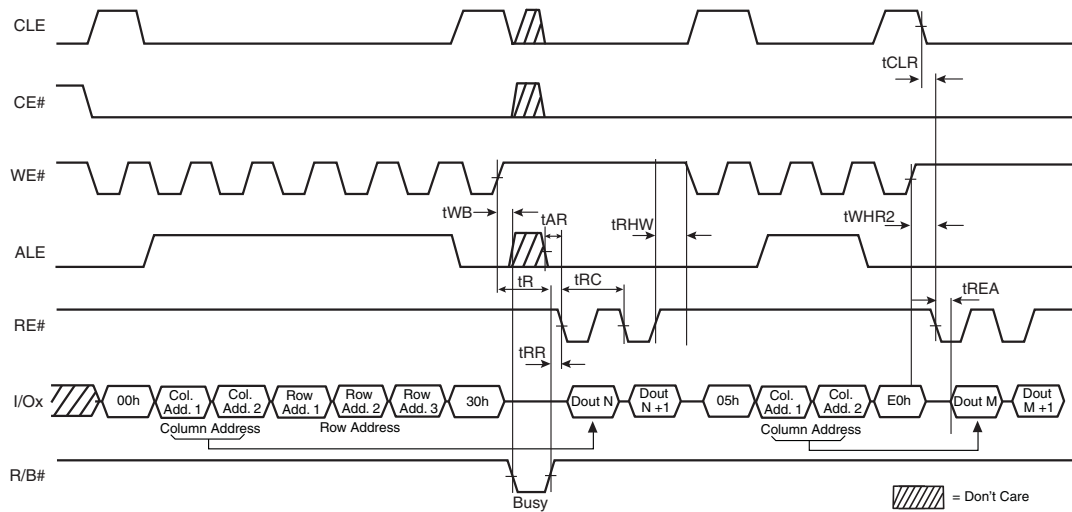 CLE
tCLR
CE#
WE#
tWB
tAR
tRHW
tWHR2
ALE
tR
tRC
tREA
RE#
tRR
I/Ox
00h
Col. Add. 1
Col. Add. 2
Row Add. 1
Row Add. 2
Row Add. 3
30h
Dout N
Dout N +1
05h
Col. Add. 1
Col. Add. 2
E0h
Dout M
Dout M +1
Column Address
Row Address
Column Address
R/B#
Busy
= Don't Care